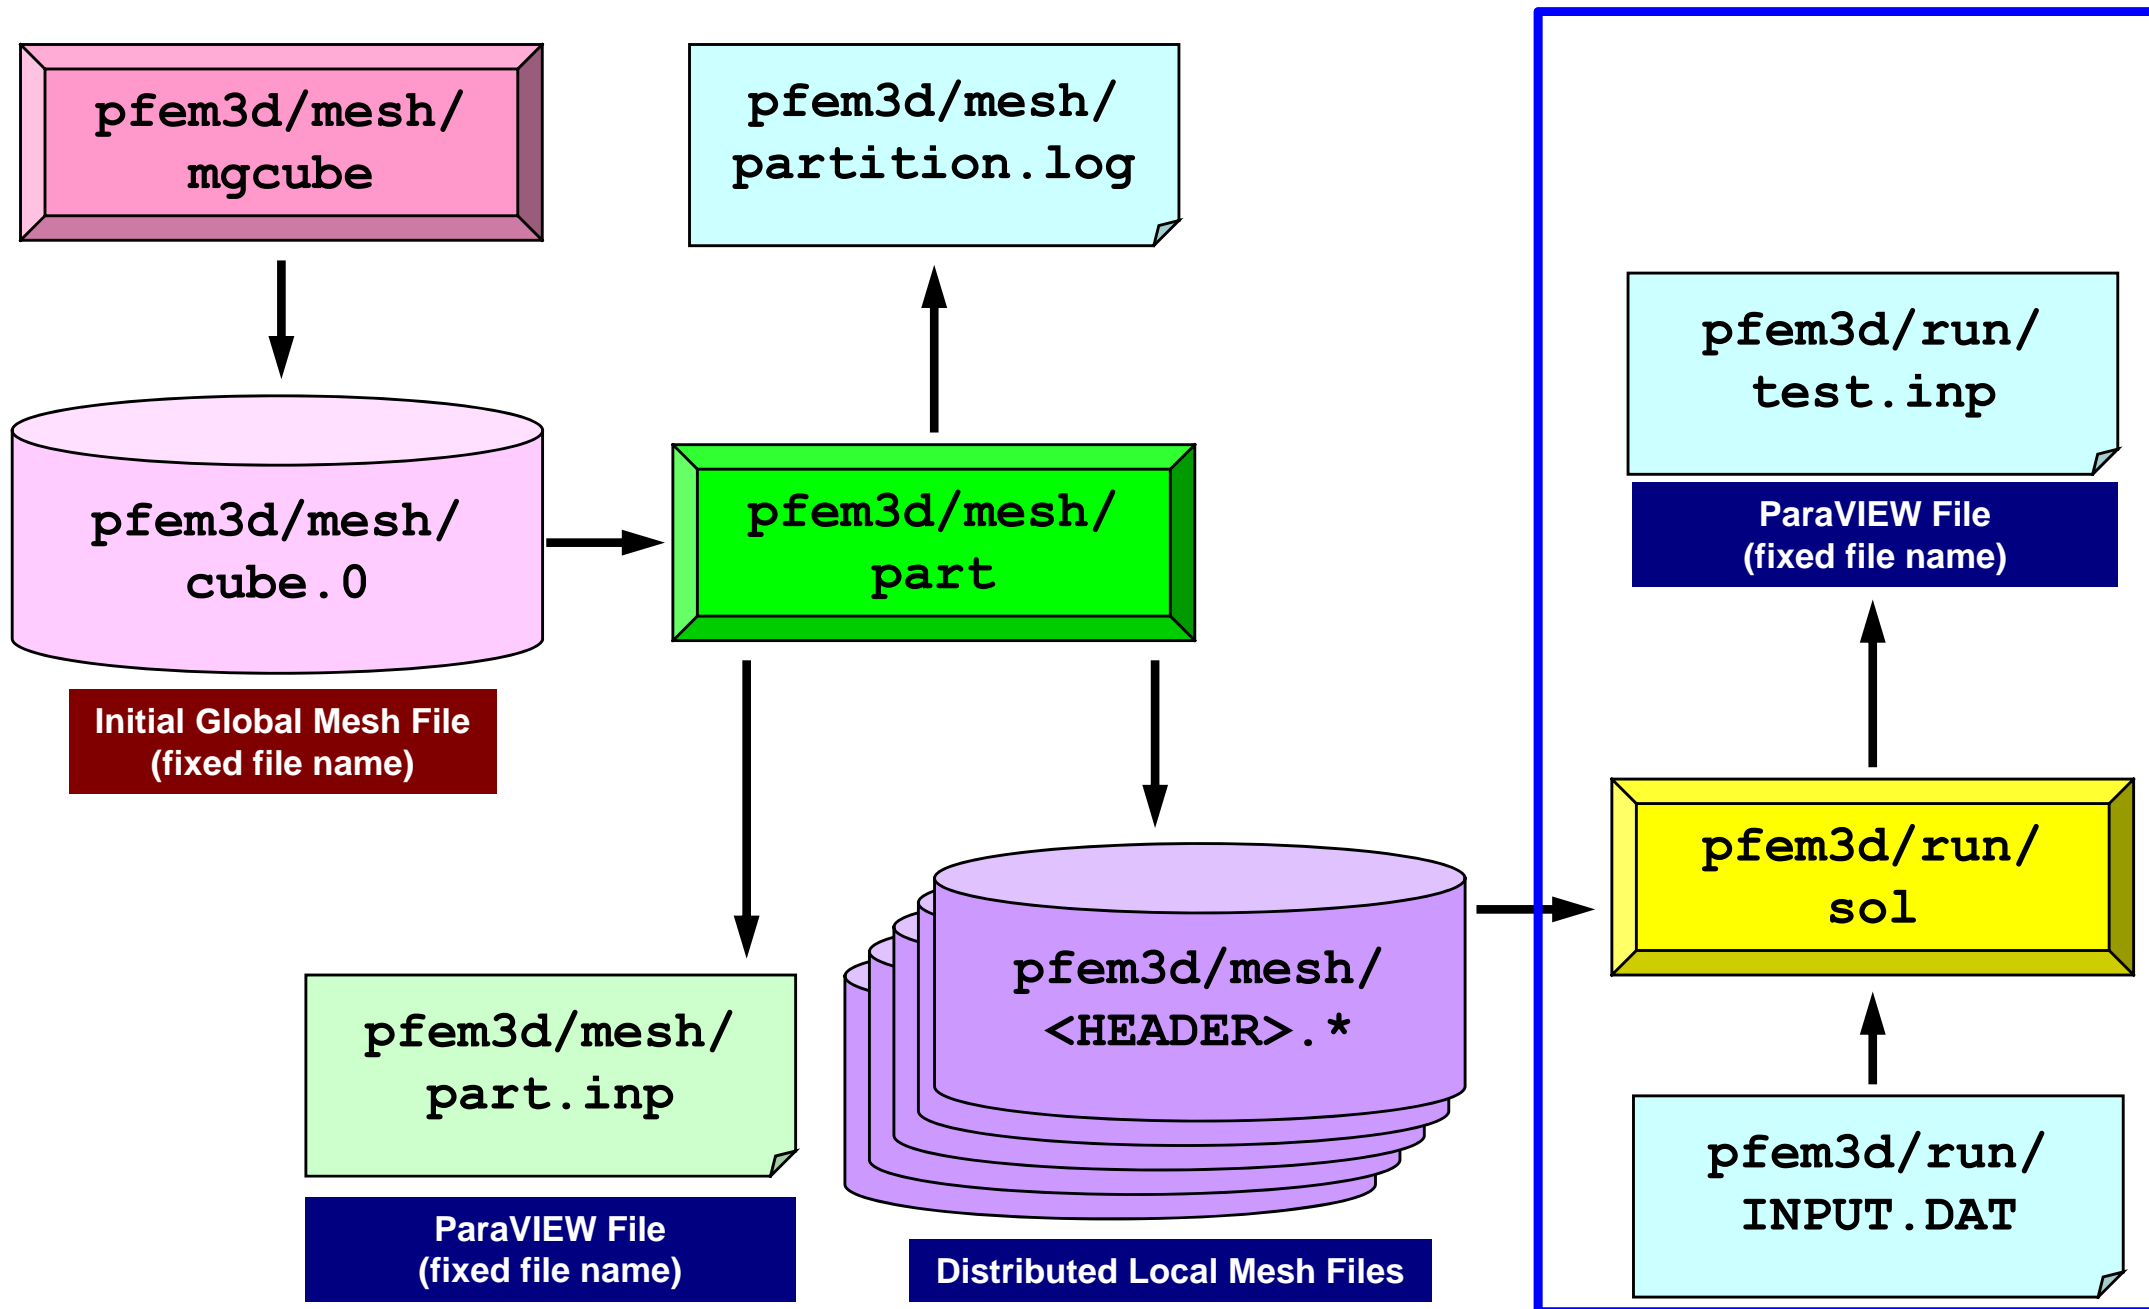 pfem3d/mesh/
mgcube
pfem3d/mesh/
partition.log
pfem3d/run/
test.inp
ParaVIEW File
(fixed file name)
pfem3d/mesh/
cube.0
Initial Global Mesh File
(fixed file name)
pfem3d/mesh/
part
pfem3d/run/
sol
pfem3d/mesh/
part.inp
ParaVIEW File
(fixed file name)
pfem3d/mesh/
<HEADER>.*
Distributed Local Mesh Files
pfem3d/run/
INPUT.DAT